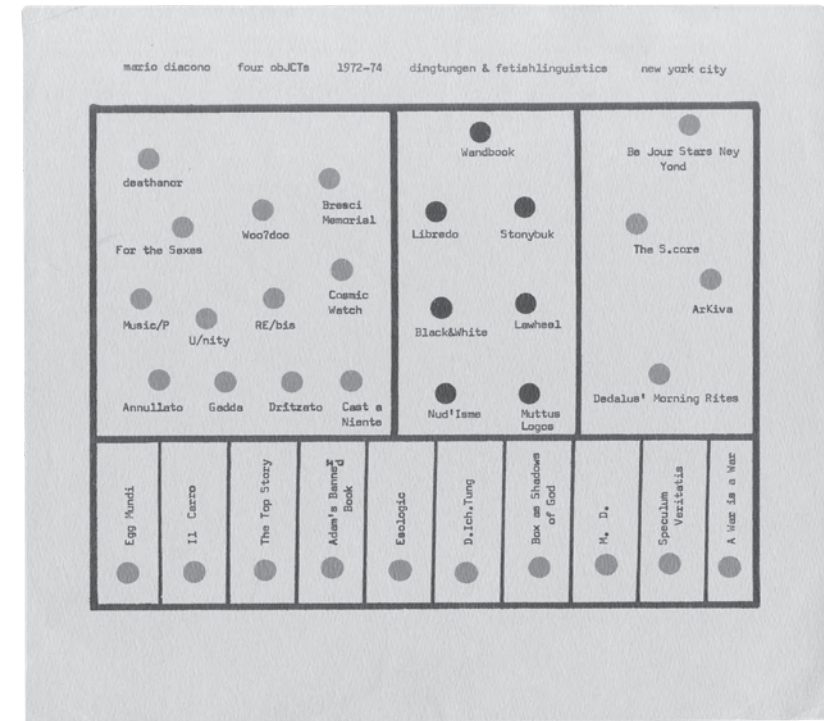 mario diacono four obJCTs 1972-74 dingtungen & fetishlinguistics new york city
deathanor
Bresci
Memorial
Woo7doo
For the Sexes
Cosmic
Watch
Music/P
U/nity
RE/bis
Annullato
Gadda
Dritzato
Cast a
Niente
Wandbook
Libredo
Stonybuk
Black&White
Lawheel
Nud'Isme
Muttus
Logos
Be Jour Stars Ney
Yond
The S.core
ArKiva
Dedalus' Morning Rites
Egg Mundi
Il Carro
The Top Story
Adam's Banned
Book
Esologic
D.Ich.Tung
Box as Shadows
of God
M. D.
Speculum
Veritatis
A War is a War